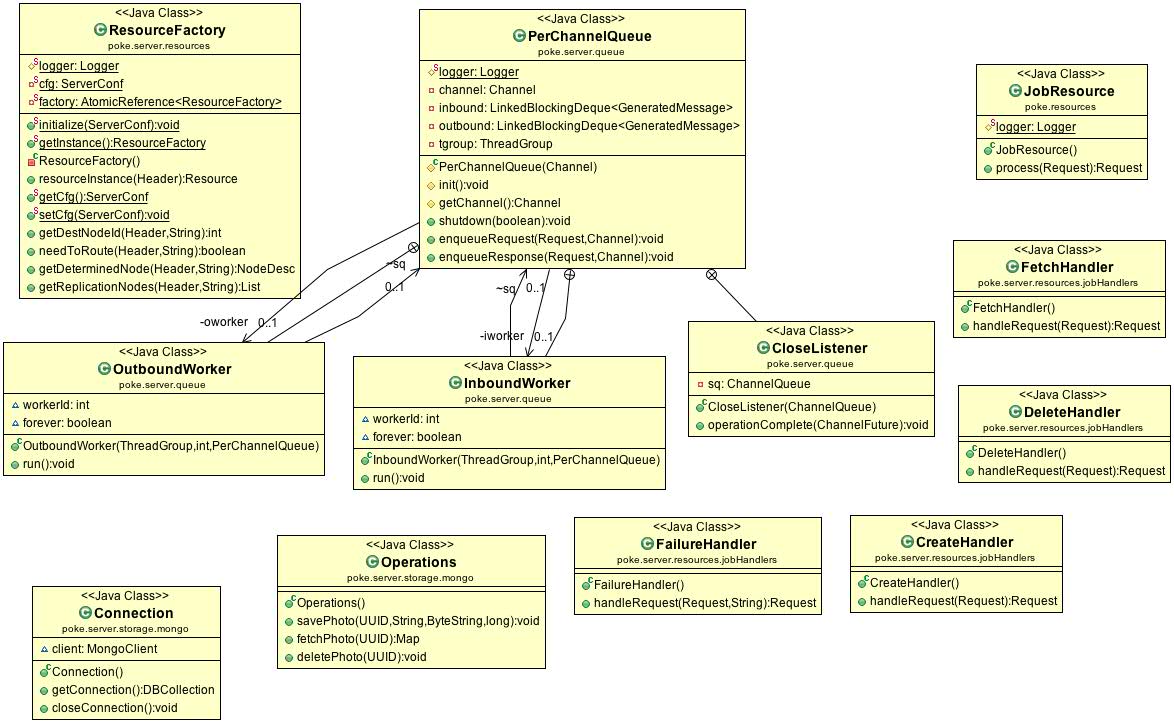 <<Java Class>>
ResourceFactory
poke.server.resources
logger: Logger
cfg: ServerConf
factory: AtomicReference<ResourceFactory>
initialize(ServerConf):void
getInstance():ResourceFactory
ResourceFactory()
resourceInstance(Header):Resource
getCfg():ServerConf
setCfg(ServerConf):void
getDestNodeId(Header,String):int
needToRoute(Header,String):boolean
getDeterminedNode(Header,String):NodeDesc
getReplicationNodes(Header,String):List
<<Java Class>>
PerChannelQueue
poke.server.queue
logger: Logger
channel: Channel
inbound: LinkedBlockingDeque<GeneratedMessage>
outbound: LinkedBlockingDeque<GeneratedMessage>
tgroup: ThreadGroup
PerChannelQueue(Channel)
init():void
getChannel():Channel
shutdown(boolean):void
enqueueRequest(Request,Channel):void
enqueueResponse(Request,Channel):void
<<Java Class>>
JobResource
poke.resources
logger: Logger
JobResource()
process(Request):Request
<<Java Class>>
FetchHandler
poke.server.resources.jobHandlers
FetchHandler()
handleRequest(Request):Request
~sq
0..1
-oworker
0..1
~sq
0..1
-iworker
0..1
<<Java Class>>
OutboundWorker
poke.server.queue
workerId: int
forever: boolean
OutboundWorker(ThreadGroup,int,PerChannelQueue)
run():void
<<Java Class>>
InboundWorker
poke.server.queue
workerId: int
forever: boolean
InboundWorker(ThreadGroup,int,PerChannelQueue)
run():void
<<Java Class>>
CloseListener
poke.server.queue
sq: ChannelQueue
CloseListener(ChannelQueue)
operationComplete(ChannelFuture):void
<<Java Class>>
DeleteHandler
poke.server.resources.jobHandlers
DeleteHandler()
handleRequest(Request):Request
<<Java Class>>
Connection
poke.server.storage.mongo
client: MongoClient
Connection()
getConnection():DBCollection
closeConnection():void
<<Java Class>>
Operations
poke.server.storage.mongo
Operations()
savePhoto(UUID,String,ByteString,long):void
fetchPhoto(UUID):Map
deletePhoto(UUID):void
<<Java Class>>
FailureHandler
poke.server.resources.jobHandlers
FailureHandler()
handleRequest(Request,String):Request
<<Java Class>>
CreateHandler
poke.server.resources.jobHandlers
CreateHandler()
handleRequest(Request):Request